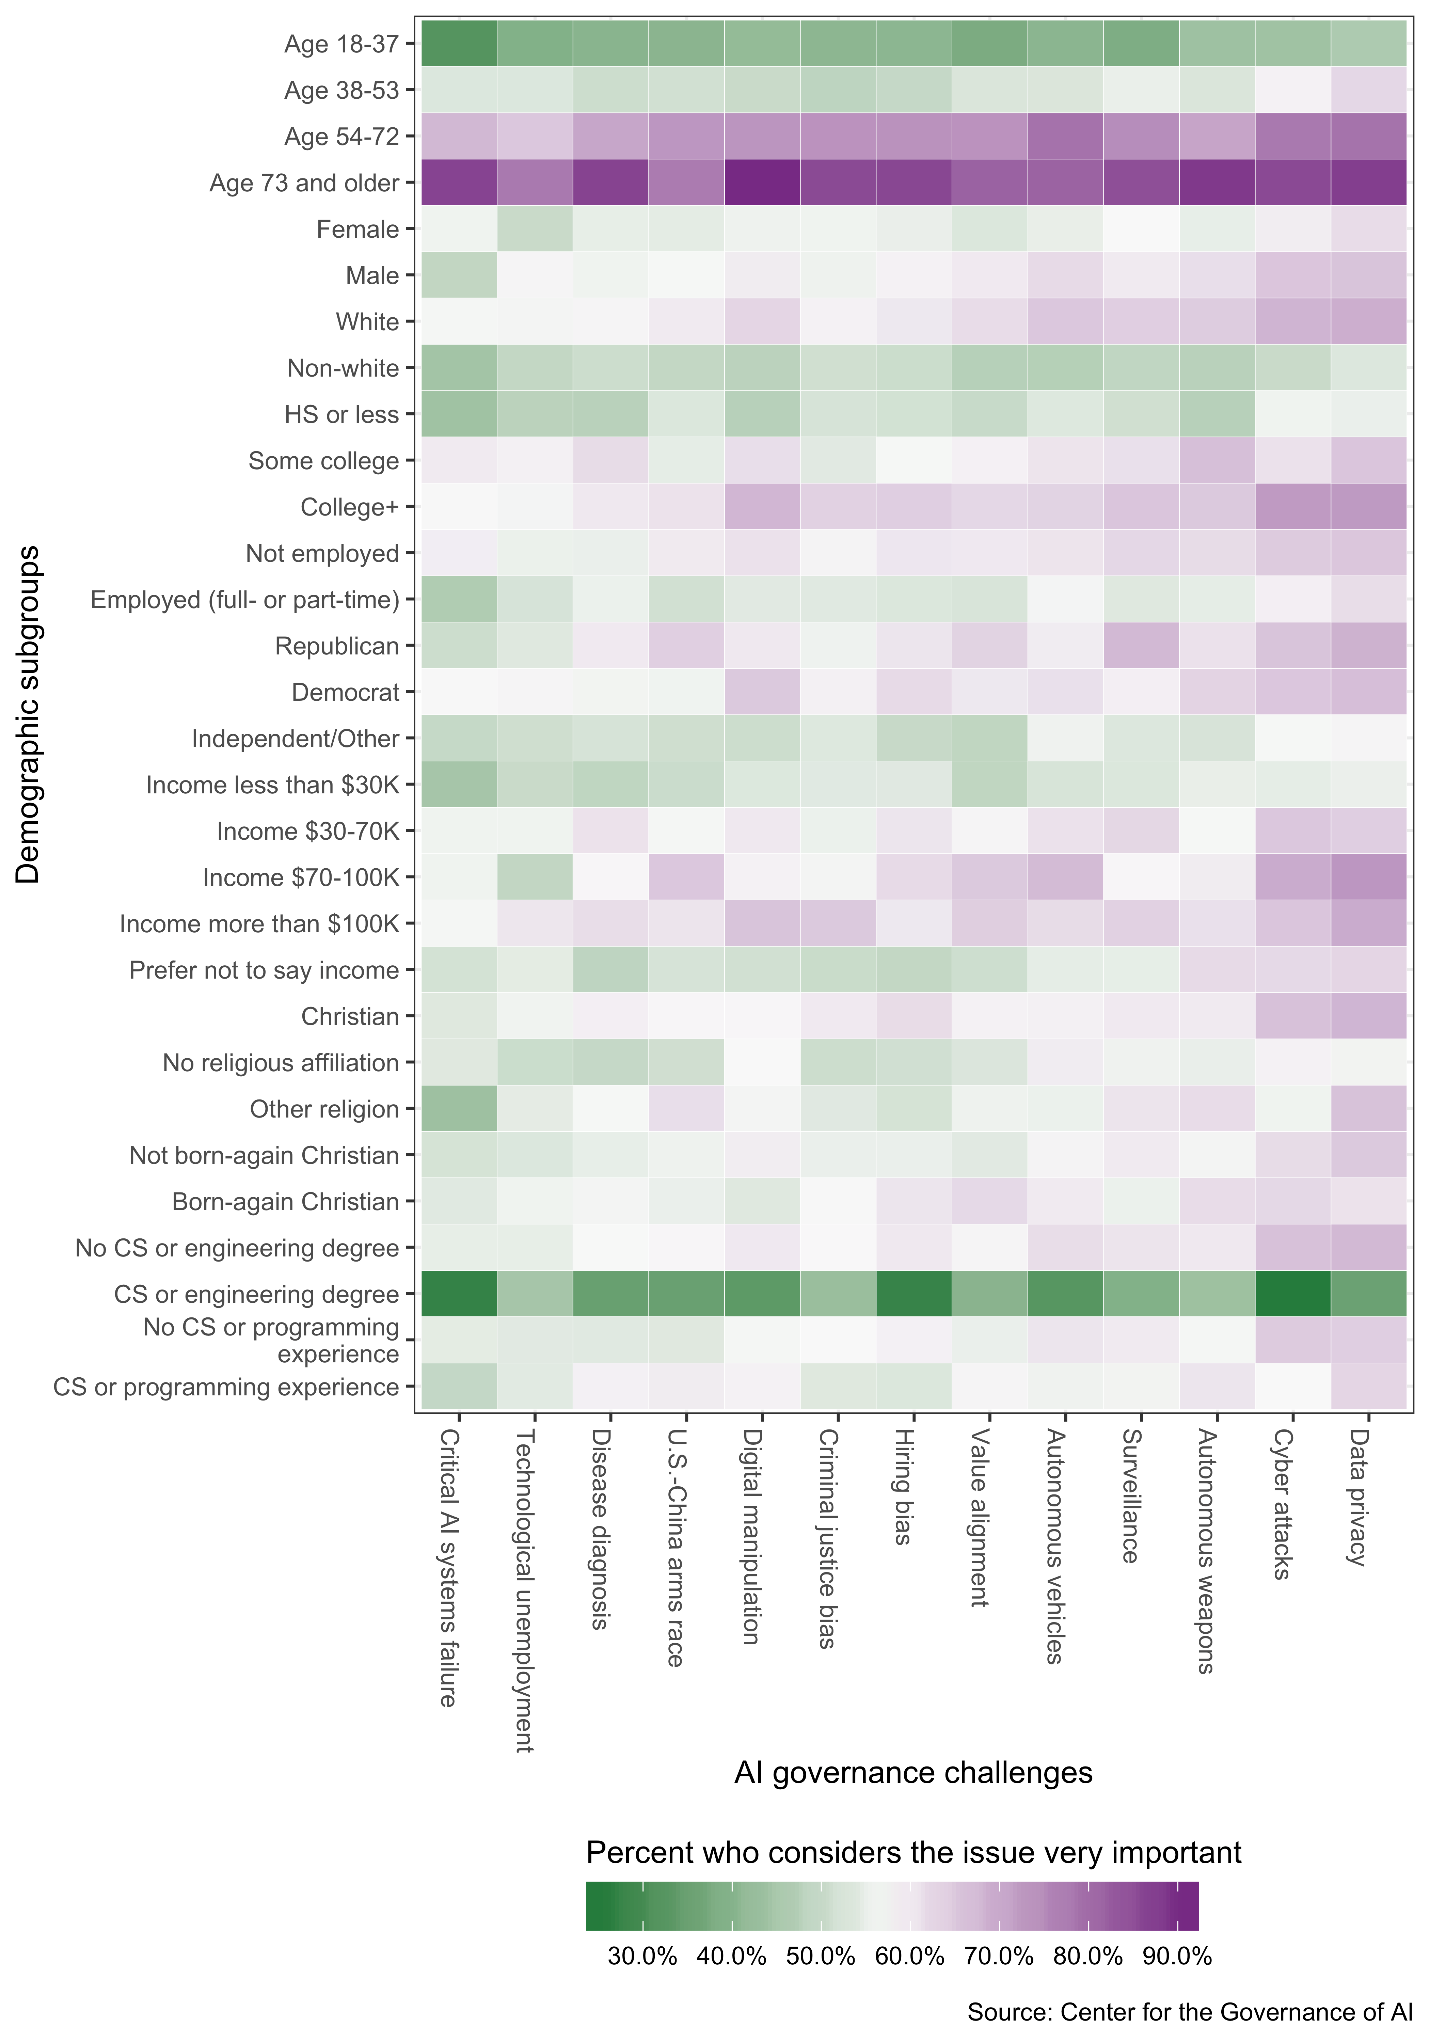 Age 18-37
Age 38-53
Age 54-72
Age 73 and older
Female
Male
White
Non-white
HS or less
Some college
College+
Not employed
Employed (full- or part-time)
Republican
Democrat
Independent/Other
Income less than $30K
Income $30-70K
Income $70-100K
Income more than $100K
Prefer not to say income
Christian
No religious affiliation
Other religion
Not born-again Christian
Born-again Christian
No CS or engineering degree
CS or engineering degree
No CS or programming
experience
CS or programming experience
Demographic subgroups
Critical AI systems failure
Technological unemployment
Disease diagnosis
U.S.-China arms race
Digital manipulation
Criminal justice bias
Hiring bias
Value alignment
Autonomous vehicles
Surveillance
Autonomous weapons
Cyber attacks
Data privacy
AI governance challenges
Percent who considers the issue very important
30.0% 40.0% 50.0% 60.0% 70.0% 80.0% 90.0%
Source: Center for the Governance of AI